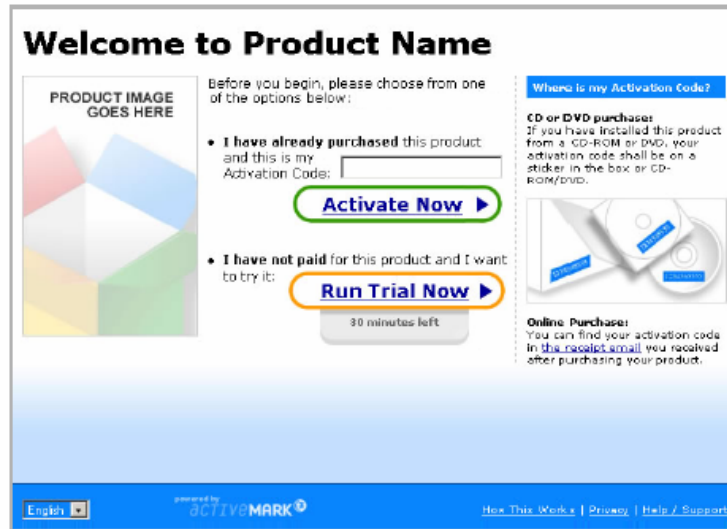 Welcome to Product Name
PRODUCT IMAGE
GOES HERE
Before you begin, please choose from one
of the options below:
• I have already purchased this product
and this is my
Activation Code:
Activate Now
• I have not paid for this product and I want
to try it:
Run Trial Now
30 minutes left
Where is my Activation Code?
CD or DVD purchase:
If you have installed this product
from a CD-ROM or DVD, your
activation code shall be on a
sticker in the box or CD-
ROM/DVD.
Online Purchase:
You can find your activation code
in the receipt email you received
after purchasing your product.
English
powered by
activeMARK
How This Works | Privacy | Help / Support